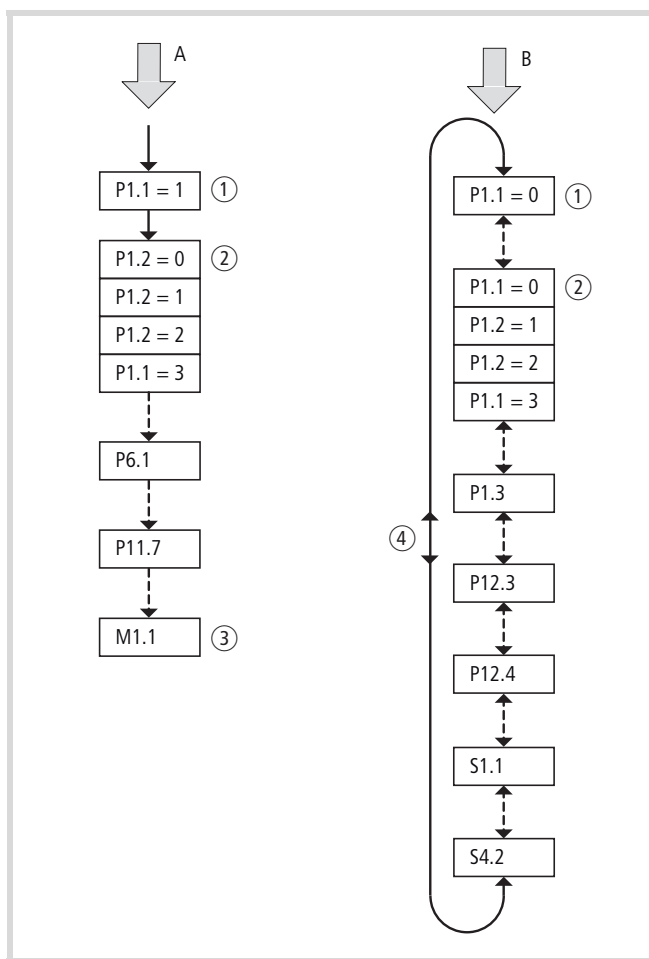 A
P1.1 = 1 ①
P1.2 = 0 ②
P1.2 = 1
P1.2 = 2
P1.1 = 3
P6.1
P11.7
M1.1 ③
B
P1.1 = 0 ①
P1.1 = 0 ②
P1.2 = 1
P1.2 = 2
P1.1 = 3
P1.3
④
P12.3
P12.4
S1.1
S4.2